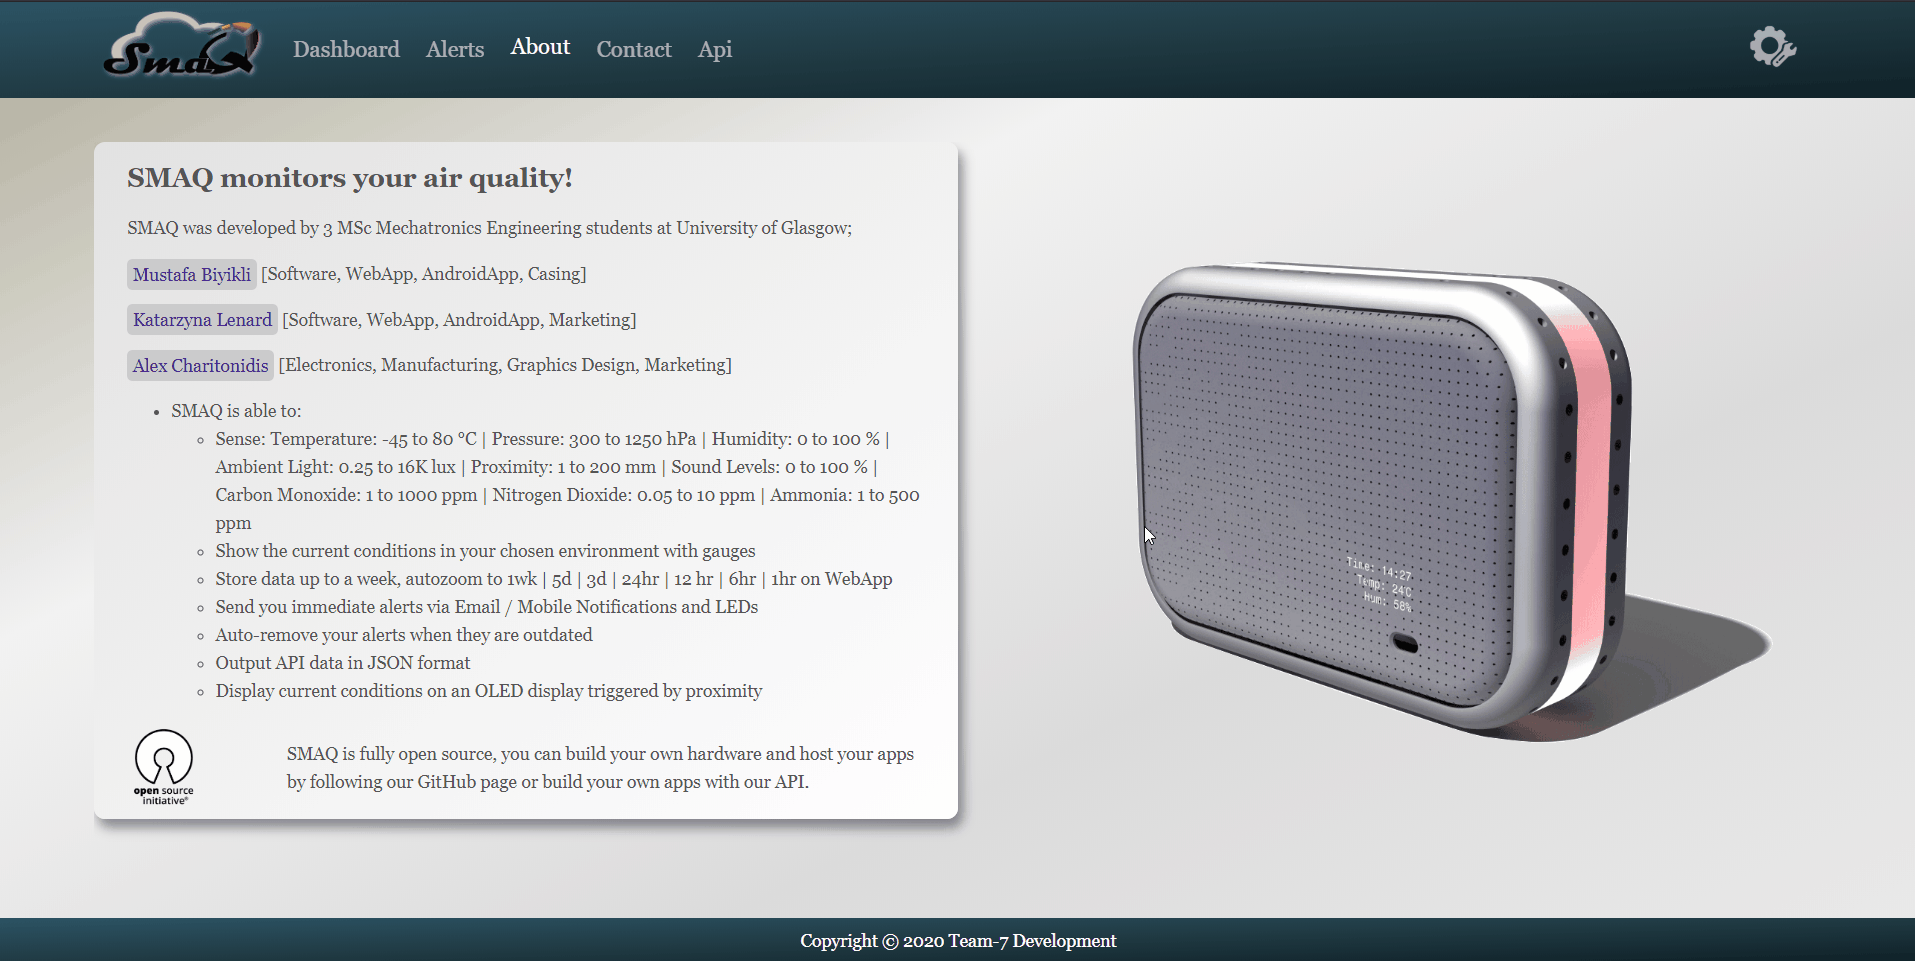 SmaQ
Dashboard Alerts About Contact Api
SMAQ monitors your air quality!
SMAQ was developed by 3 MSc Mechatronics Engineering students at University of Glasgow;
Mustafa Biyikli [Software, WebApp, AndroidApp, Casing]
Katarzyna Lenard [Software, WebApp, AndroidApp, Marketing]
Alex Charitonidis [Electronics, Manufacturing, Graphics Design, Marketing]
• SMAQ is able to:
◦ Sense: Temperature: -45 to 80 °C | Pressure: 300 to 1250 hPa | Humidity: 0 to 100 % |
Ambient Light: 0.25 to 16K lux | Proximity: 1 to 200 mm | Sound Levels: 0 to 100 % |
Carbon Monoxide: 1 to 1000 ppm | Nitrogen Dioxide: 0.05 to 10 ppm | Ammonia: 1 to 500
ppm
◦ Show the current conditions in your chosen environment with gauges
◦ Store data up to a week, autozoom to 1wk | 5d | 3d | 24hr | 12 hr | 6hr | 1hr on WebApp
◦ Send you immediate alerts via Email / Mobile Notifications and LEDs
◦ Auto-remove your alerts when they are outdated
◦ Output API data in JSON format
◦ Display current conditions on an OLED display triggered by proximity
open source
initiative®
SMAQ is fully open source, you can build your own hardware and host your apps
by following our GitHub page or build your own apps with our API.
Time: 14:27
Temp: 24C
Hum: 58%
Copyright © 2020 Team-7 Development